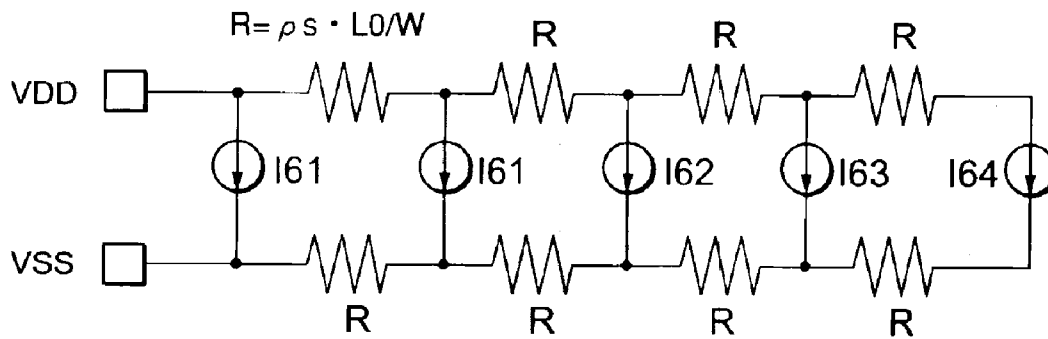 R= ρs · L0/W
R
R
R
VDD
I61
I61
I62
I63
I64
VSS
R
R
R
R